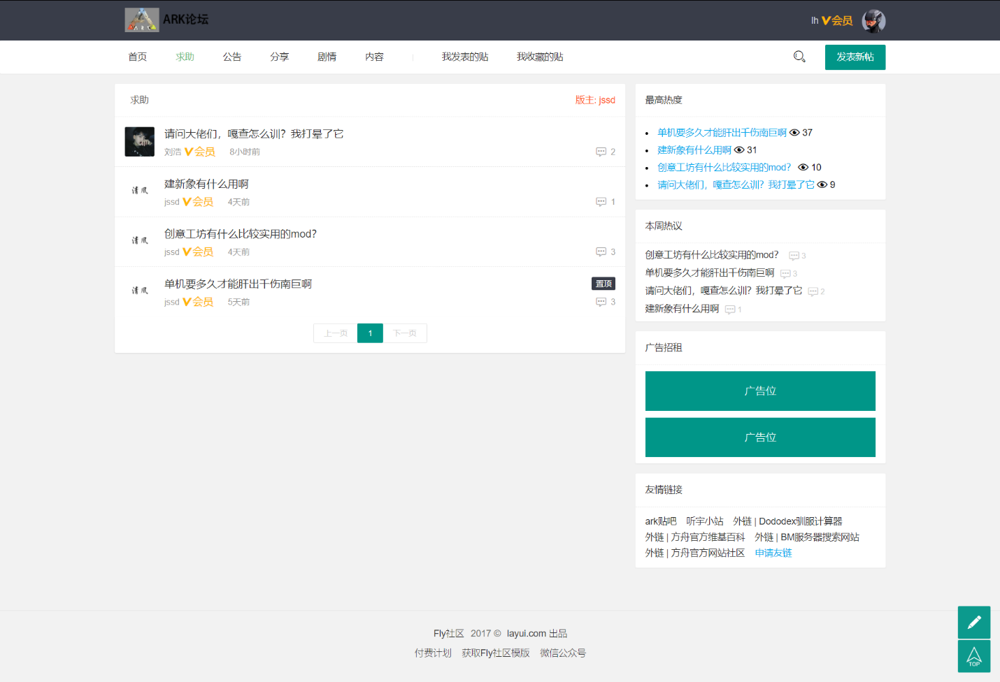 ARK论坛
lh V会员
首页 求助 公告 分享 剧情 内容 我发表的贴 我收藏的贴 发表新帖
求助 版主: jssd
请问大佬们，嘎查怎么训？我打晕了它
刘浩 V会员 8小时前 2
清风
建新象有什么用啊
jssd V会员 4天前 1
清风
创意工坊有什么比较实用的mod？
jssd V会员 4天前 3
清风
单机要多久才能肝出千伤南巨啊 置顶
jssd V会员 5天前 3
上一页 1 下一页
最高热度
单机要多久才能肝出千伤南巨啊 37
建新象有什么用啊 31
创意工坊有什么比较实用的mod？ 10
请问大佬们，嘎查怎么训？我打晕了它 9
本周热议
创意工坊有什么比较实用的mod？ 3
单机要多久才能肝出千伤南巨啊 3
请问大佬们，嘎查怎么训？我打晕了它 2
建新象有什么用啊 1
广告招租
广告位
广告位
友情链接
ark贴吧 听宇小站 外链 | Dododex驯服计算器
外链 | 方舟官方维基百科 外链 | BM服务器搜索网站
外链 | 方舟官方网站社区 申请友链
Fly社区 2017 © layui.com 出品
付费计划 获取Fly社区模版 微信公众号
TOP